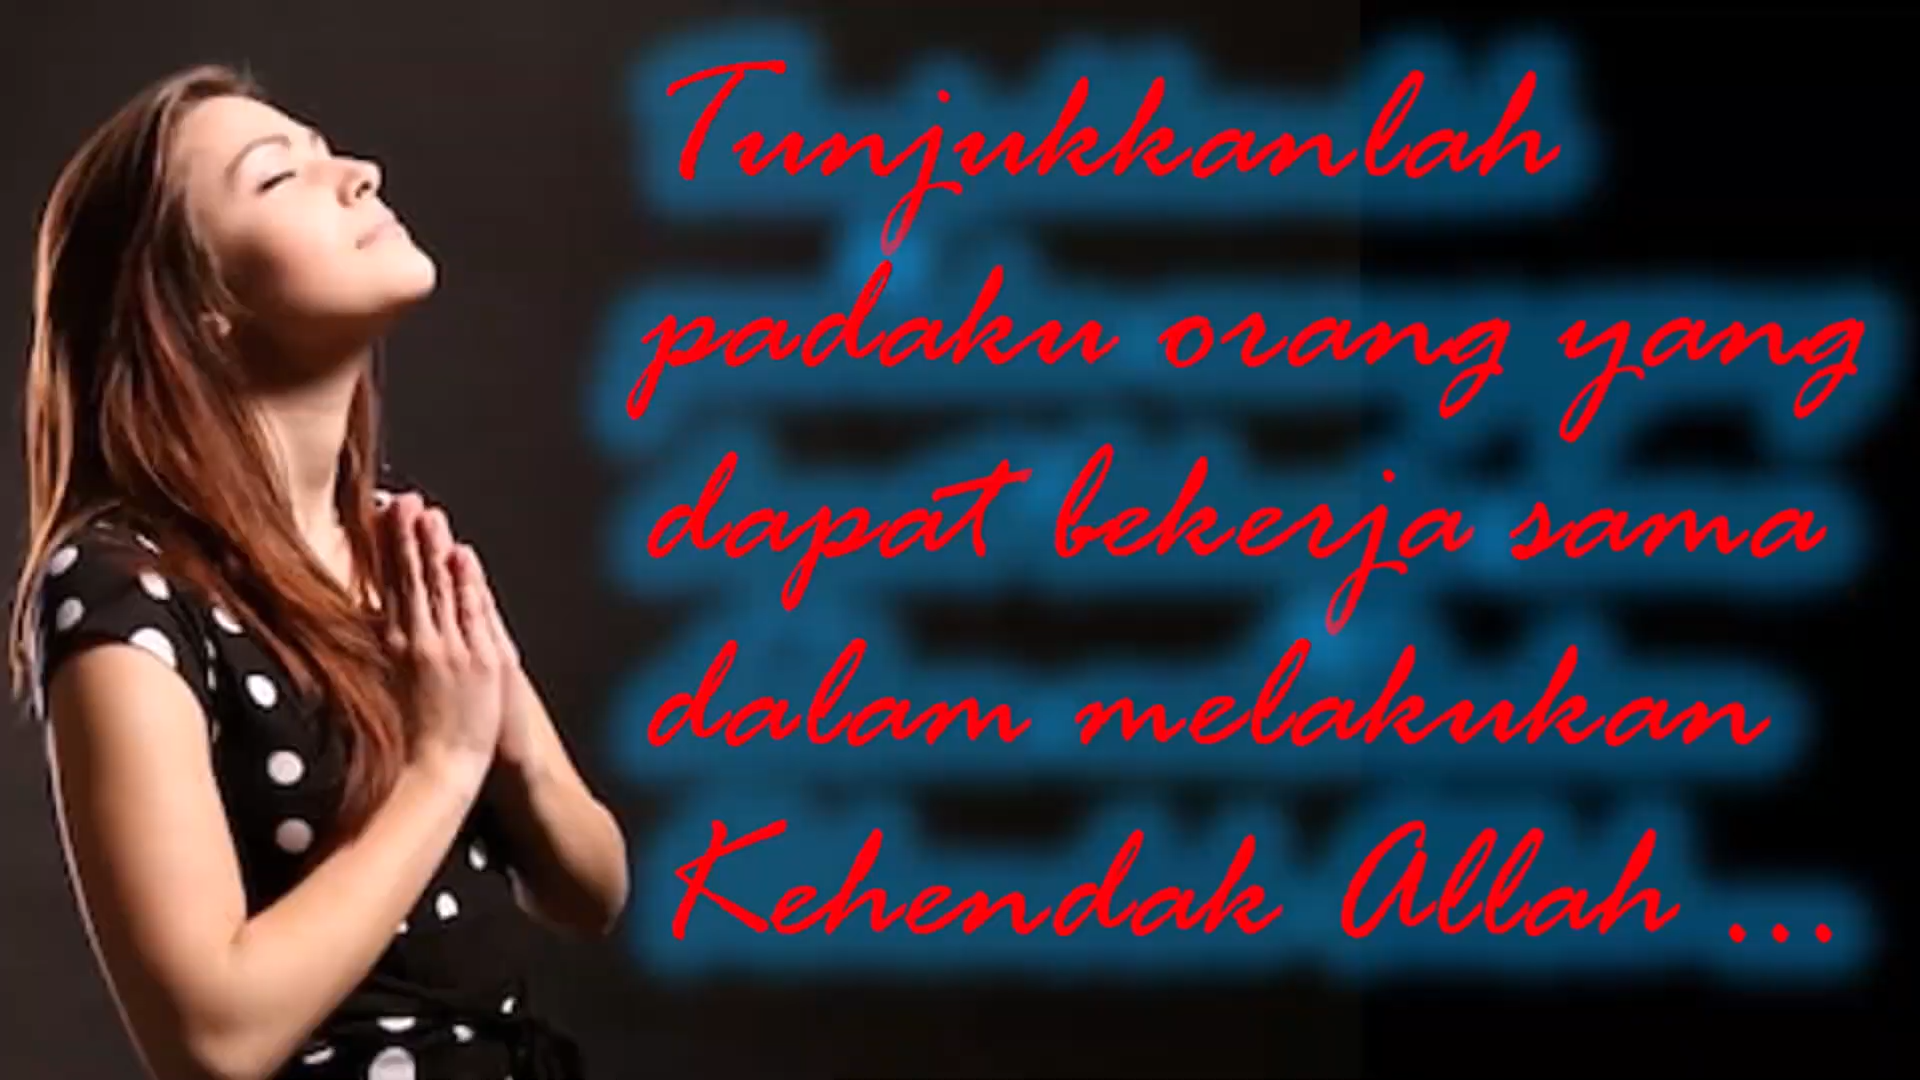 Tunjukkanlah
padaku orang yang
dapat bekerja sama
dalam melakukan
Kehendak Allah ...